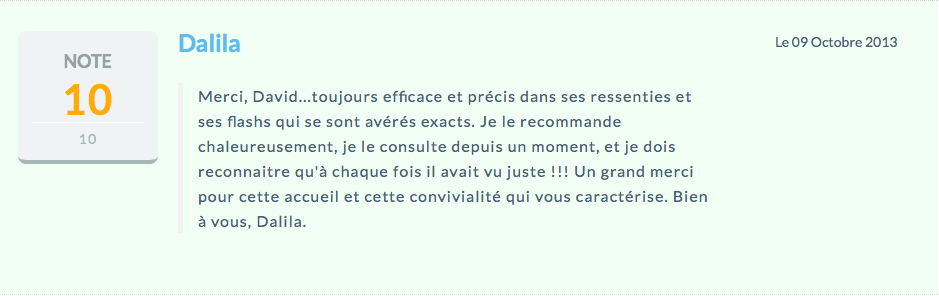 NOTE
10
10
Dalila
Le 09 Octobre 2013
Merci, David...toujours efficace et précis dans ses ressenties et
ses flashs qui se sont avérés exacts. Je le recommande
chaleureusement, je le consulte depuis un moment, et je dois
reconnaitre qu'à chaque fois il avait vu juste !!! Un grand merci
pour cette accueil et cette convivialité qui vous caractérise. Bien
à vous, Dalila.